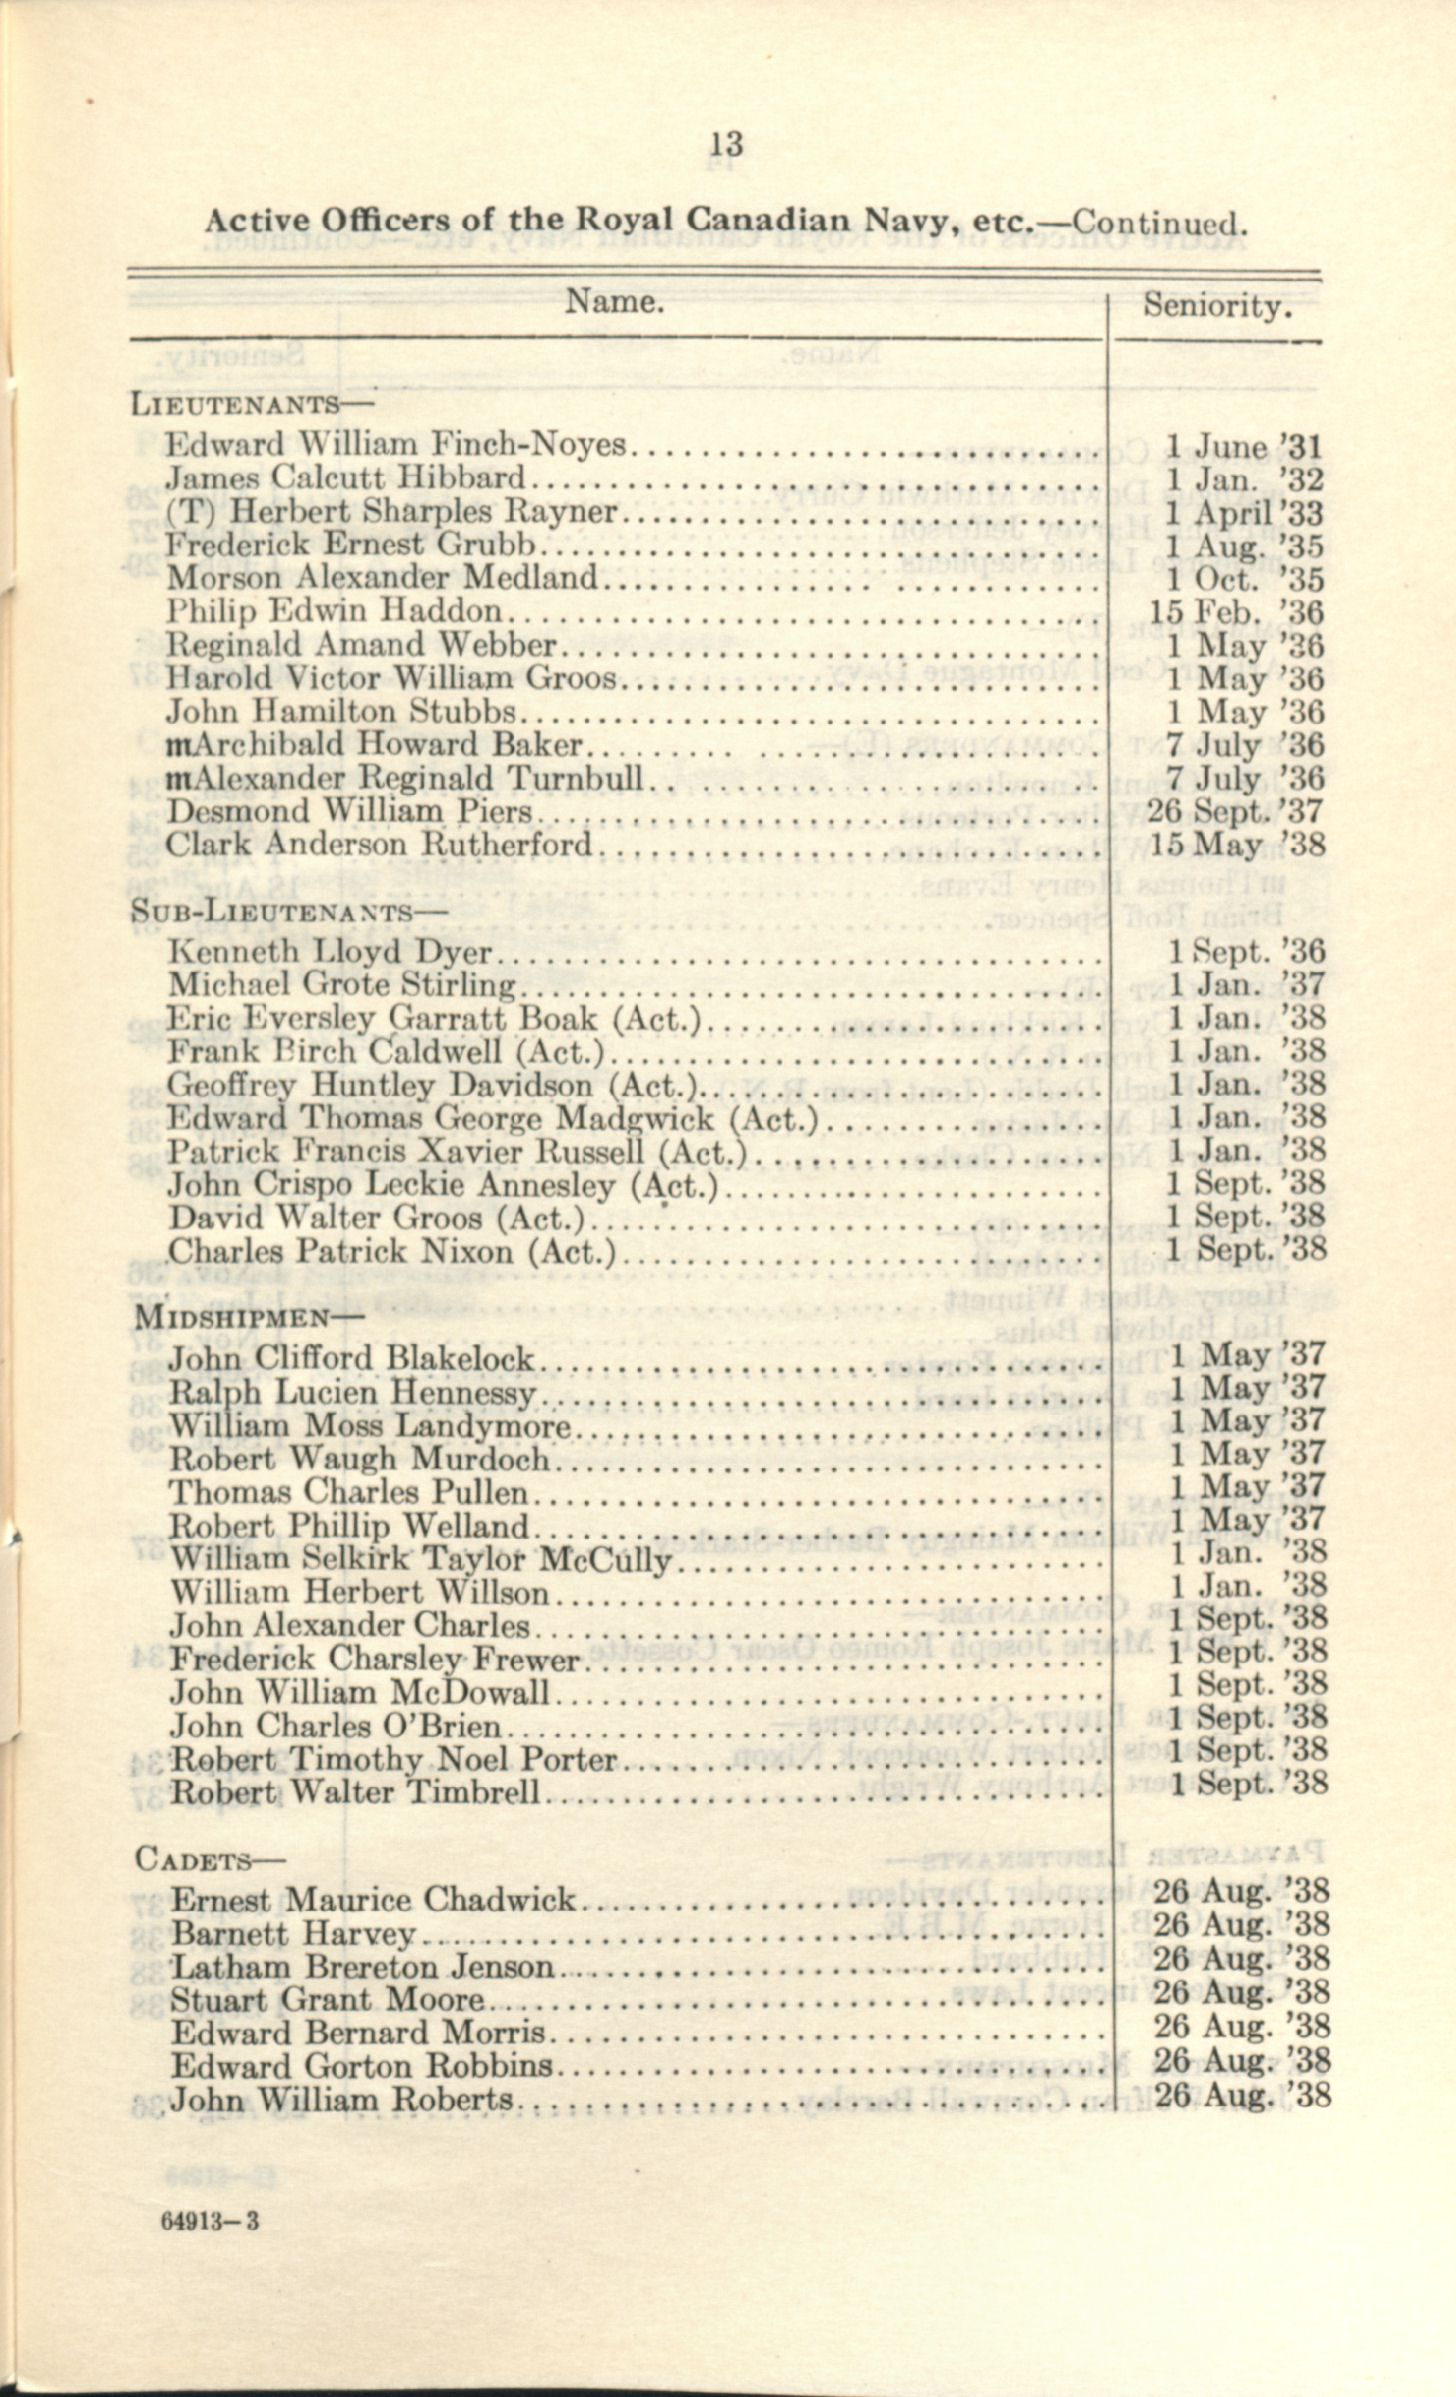 13
Active Officers of the Royal Canadian Navy, etc.—Continued.
Name. Seniority.
LIEUTENANTS—
Edward William Finch-Noyes 1 June '31
James Calcutt Hibbard 1 Jan. '32
(T) Herbert Sharples Rayner 1 April '33
Frederick Ernest Grubb 1 Aug. '35
Morson Alexander Medland 1 Oct. '35
Philip Edwin Haddon 15 Feb. '36
Reginald Amand Webber 1 May '36
Harold Victor William Groos 1 May '36
John Hamilton Stubbs 1 May '36
mArchibald Howard Baker 7 July '36
mAlexander Reginald Turnbull 7 July '36
Desmond William Piers 26 Sept. '37
Clark Anderson Rutherford 15 May '38
SUB-LIEUTENANTS—
Kenneth Lloyd Dyer 1 Sept. '36
Michael Grote Stirling 1 Jan. '37
Eric Eversley Garratt Boak (Act.) 1 Jan. '38
Frank Birch Caldwell (Act.) 1 Jan. '38
Geoffrey Huntley Davidson (Act.) 1 Jan. '38
Edward Thomas George Madgwick (Act.) 1 Jan. '38
Patrick Francis Xavier Russell (Act.) 1 Jan. '38
John Crispo Leckie Annesley (Act.) 1 Sept. '38
David Walter Groos (Act.) 1 Sept. '38
Charles Patrick Nixon (Act.) 1 Sept. '38
MIDSHIPMEN—
John Clifford Blakelock 1 May '37
Ralph Lucien Hennessy 1 May '37
William Moss Landymore 1 May '37
Robert Waugh Murdoch 1 May '37
Thomas Charles Pullen 1 May '37
Robert Phillip Welland 1 May '37
William Selkirk Taylor McCully 1 Jan. '38
William Herbert Willson 1 Jan. '38
John Alexander Charles 1 Sept. '38
Frederick Charsley Frewer 1 Sept. '38
John William McDowall 1 Sept. '38
John Charles O'Brien 1 Sept. '38
Robert Timothy Noel Porter 1 Sept. '38
Robert Walter Timbrell 1 Sept. '38
CADETS—
Ernest Maurice Chadwick 26 Aug. '38
Barnett Harvey 26 Aug. '38
Latham Brereton Jenson 26 Aug. '38
Stuart Grant Moore 26 Aug. '38
Edward Bernard Morris 26 Aug. '38
Edward Gorton Robbins 26 Aug. '38
John William Roberts 26 Aug. '38
64913—3